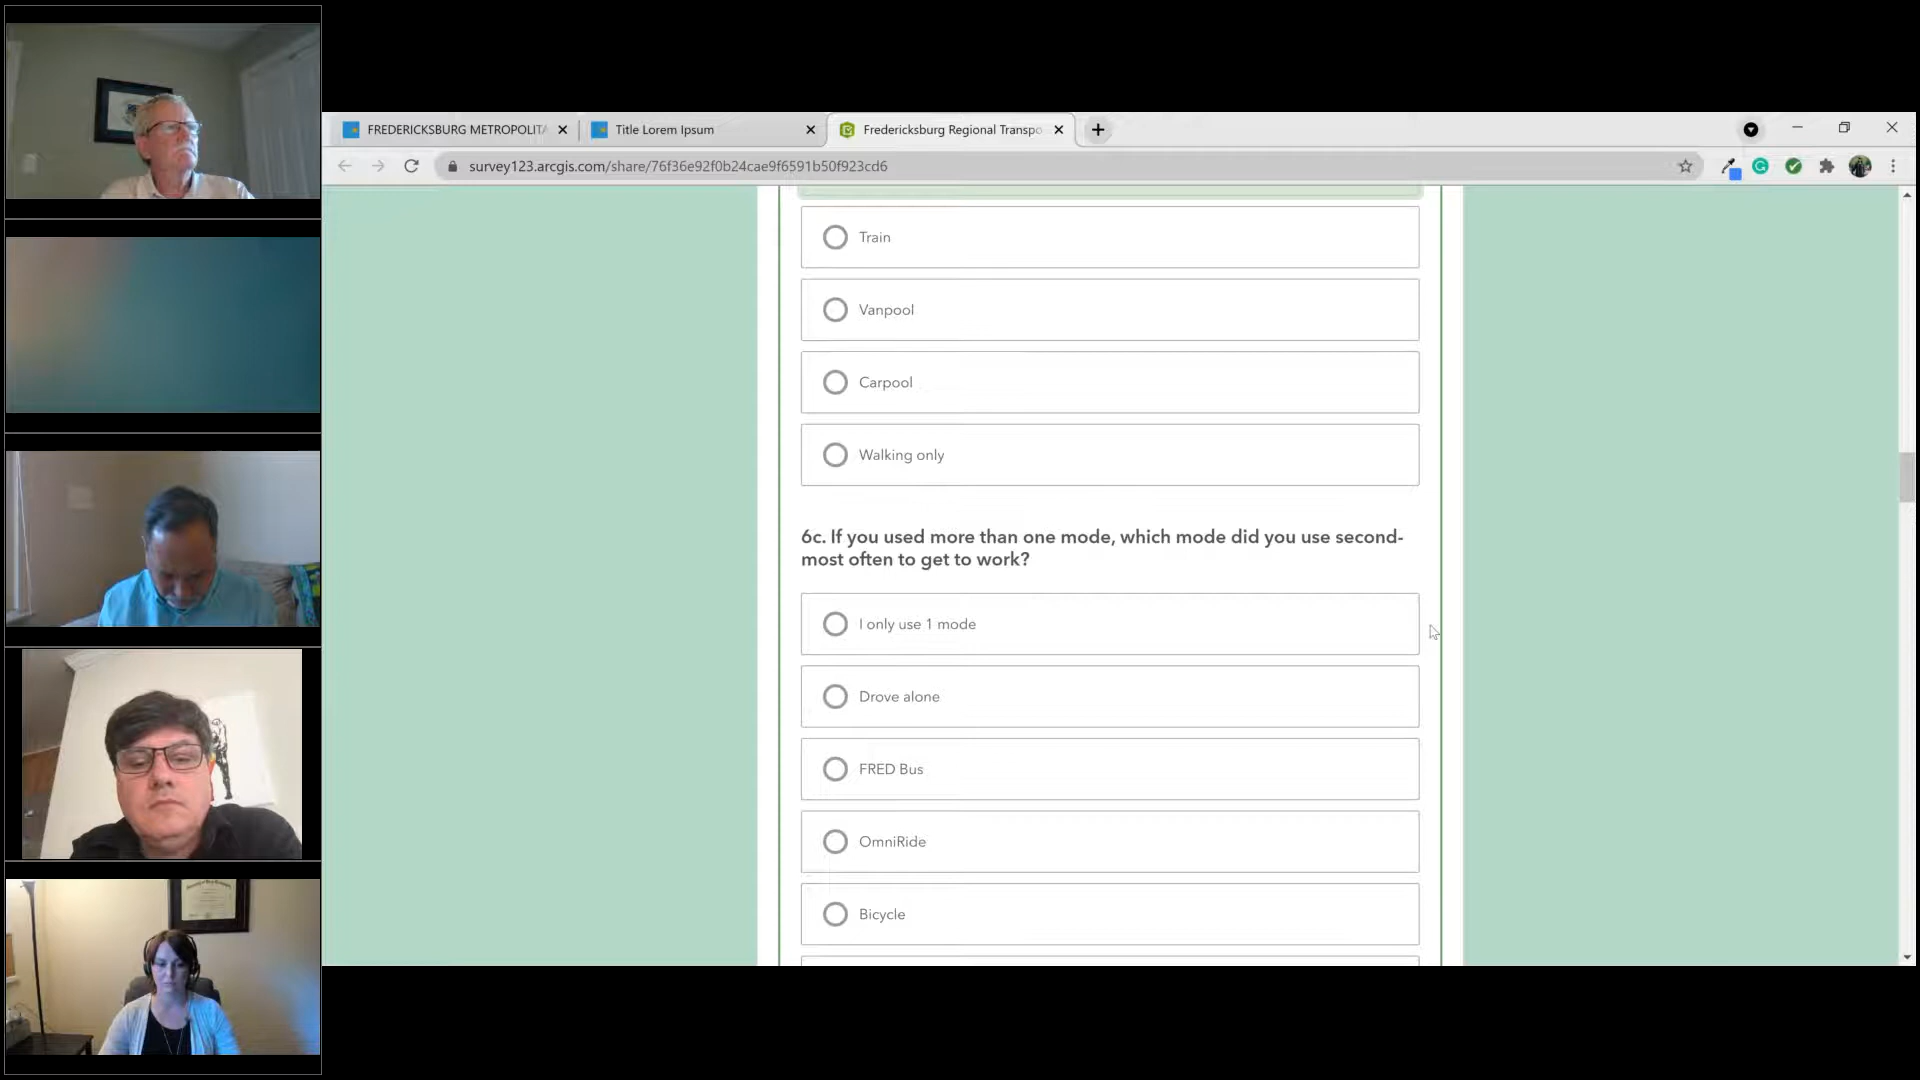 FREDERICKSBURG METROPOLITA
Title Lorem Ipsum
Fredericksburg Regional Transpo
survey123.arcgis.com/share/76f36e92f0b24cae9f6591b50f923cd6
Train
Vanpool
Carpool
Walking only
6c. If you used more than one mode, which mode did you use second-
most often to get to work?
I only use 1 mode
Drove alone
FRED Bus
OmniRide
Bicycle